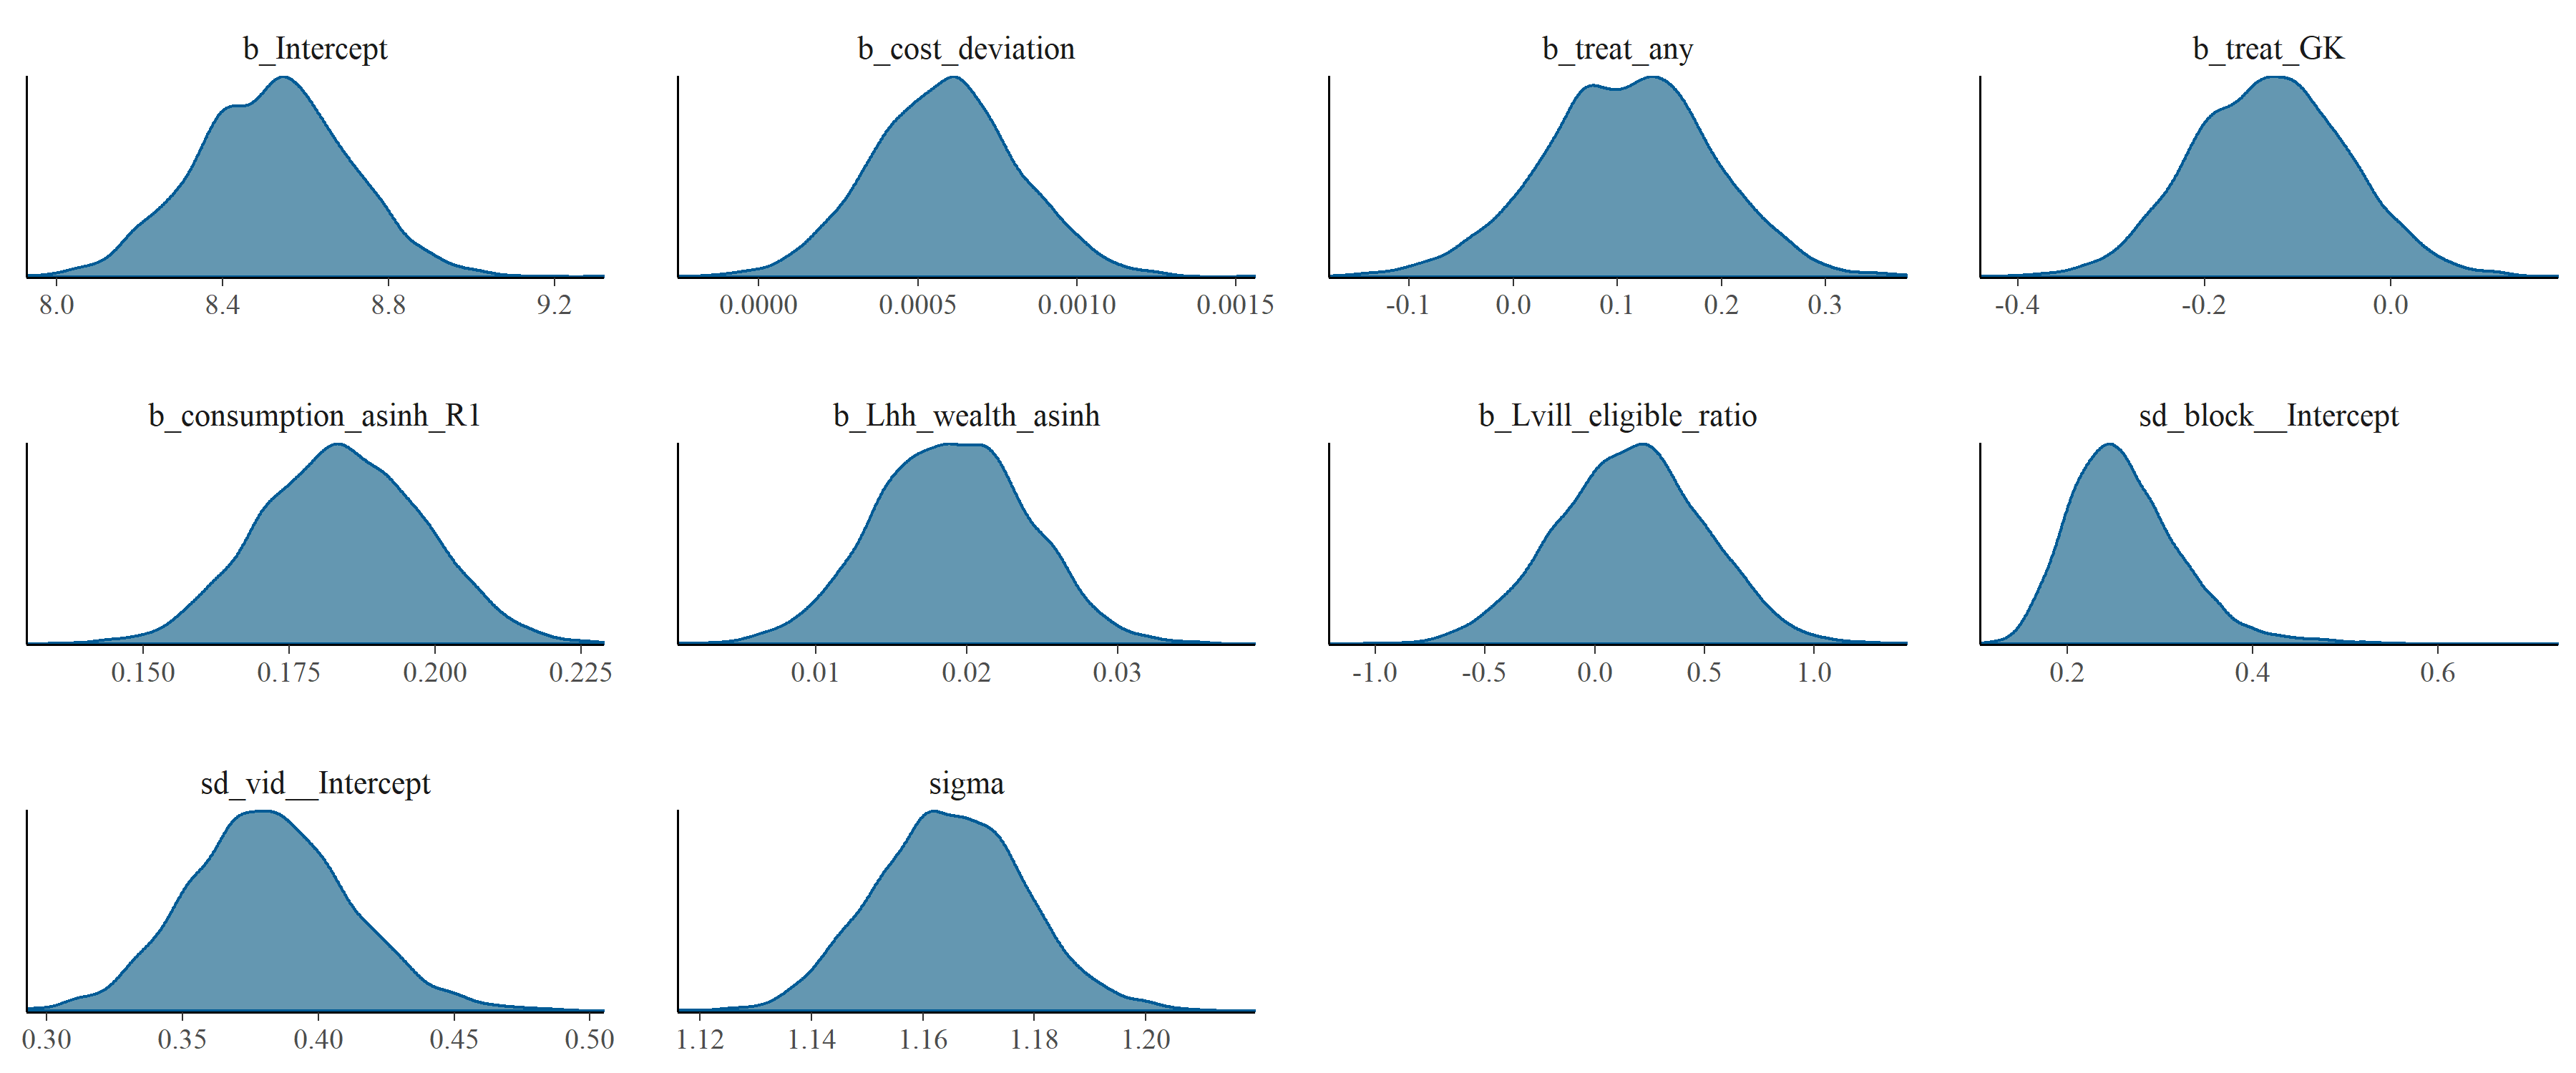 b_Intercept
b_cost_deviation
b_treat_any
b_treat_GK
8.0 8.4 8.8 9.2
0.0000 0.0005 0.0010 0.0015
-0.1 0.0 0.1 0.2 0.3
-0.4 -0.2 0.0
b_consumption_asinh_R1
b_Lhh_wealth_asinh
b_Lvill_eligible_ratio
sd_block__Intercept
0.150 0.175 0.200 0.225
0.01 0.02 0.03
-1.0 -0.5 0.0 0.5 1.0
0.2 0.4 0.6
sd_vid__Intercept
sigma
0.30 0.35 0.40 0.45 0.50
1.12 1.14 1.16 1.18 1.20